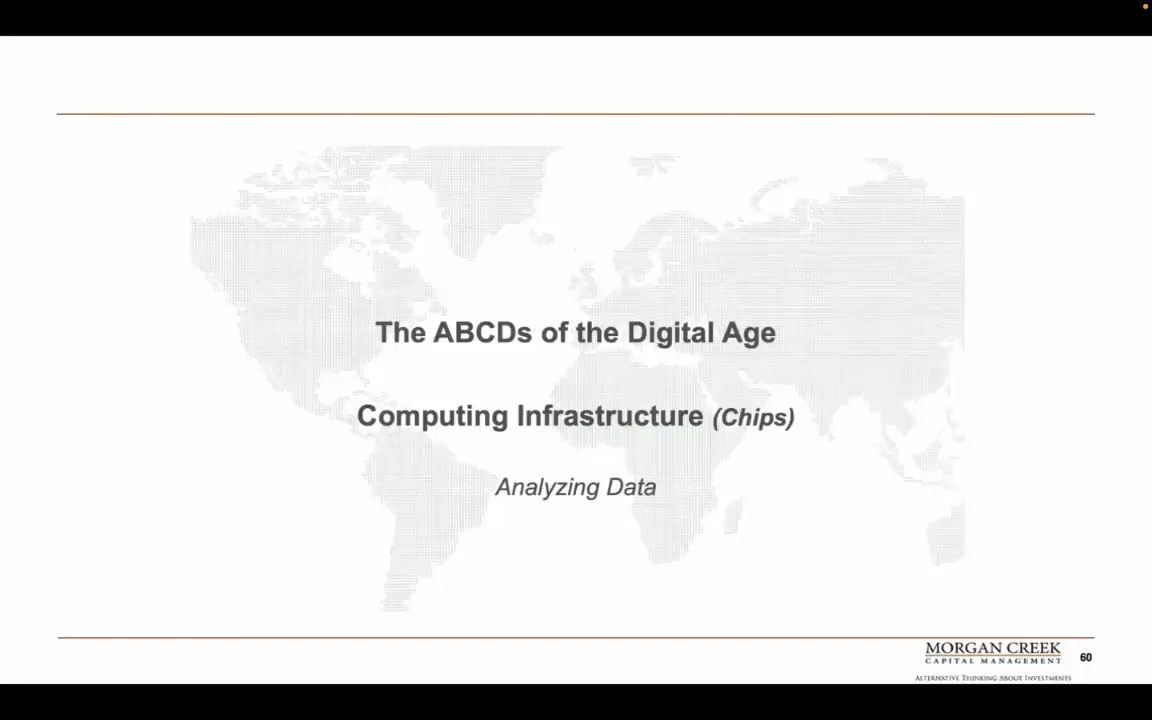 The ABCDs of the Digital Age
Computing Infrastructure (Chips)
Analyzing Data
MORGAN CREEK
CAPITAL MANAGEMENT
ALTERNATIVE THINKING ABOUT INVESTMENTS
60